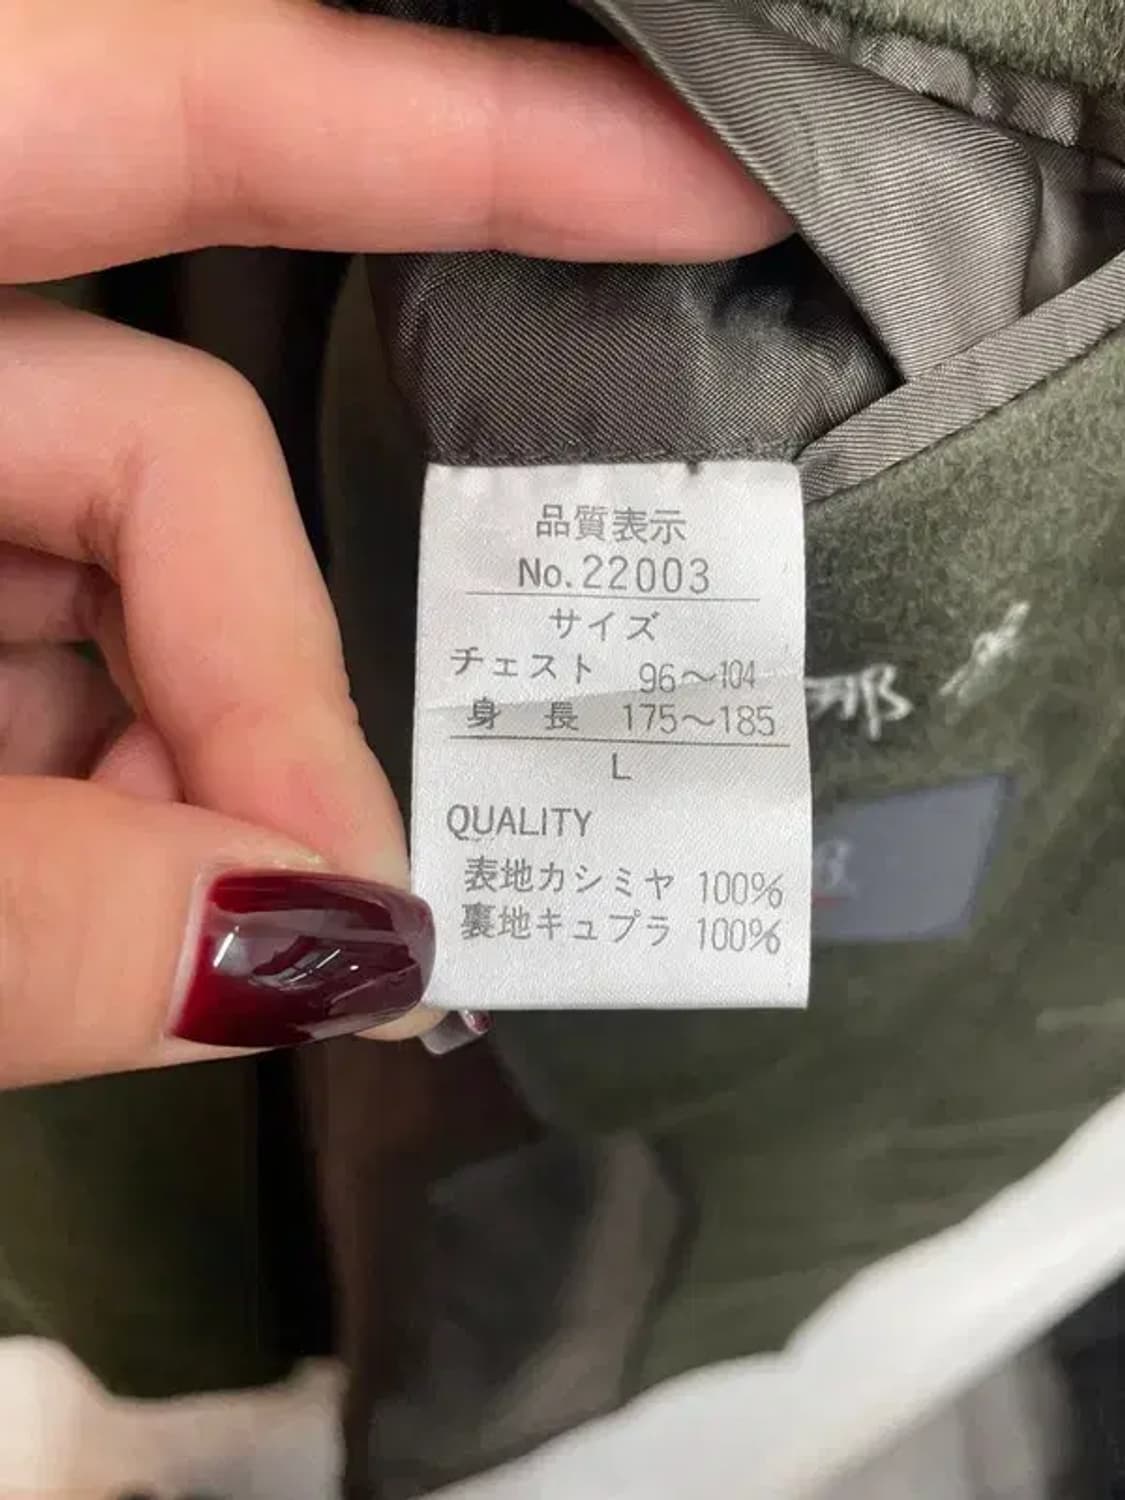 品質表示
No.22003
サイズ
チェスト 96〜104
身 長 175〜185
L
QUALITY
表地カシミヤ 100%
裏地キュプラ 100%
郎